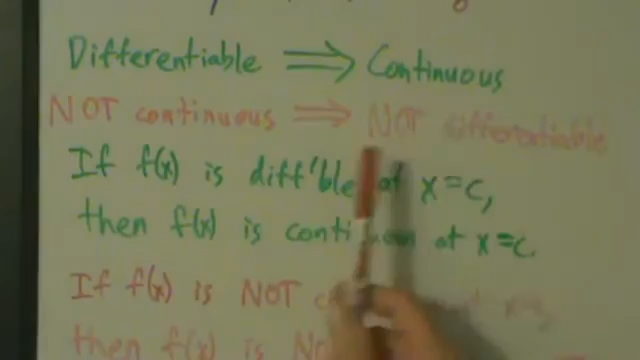 Differentiable ⟹ Continuous
NOT continuous ⟹ NOT differentiable
If f(x) is diff'ble at x=c,
then f(x) is continuous at x=c.
If f(x) is NOT
then f(x) is